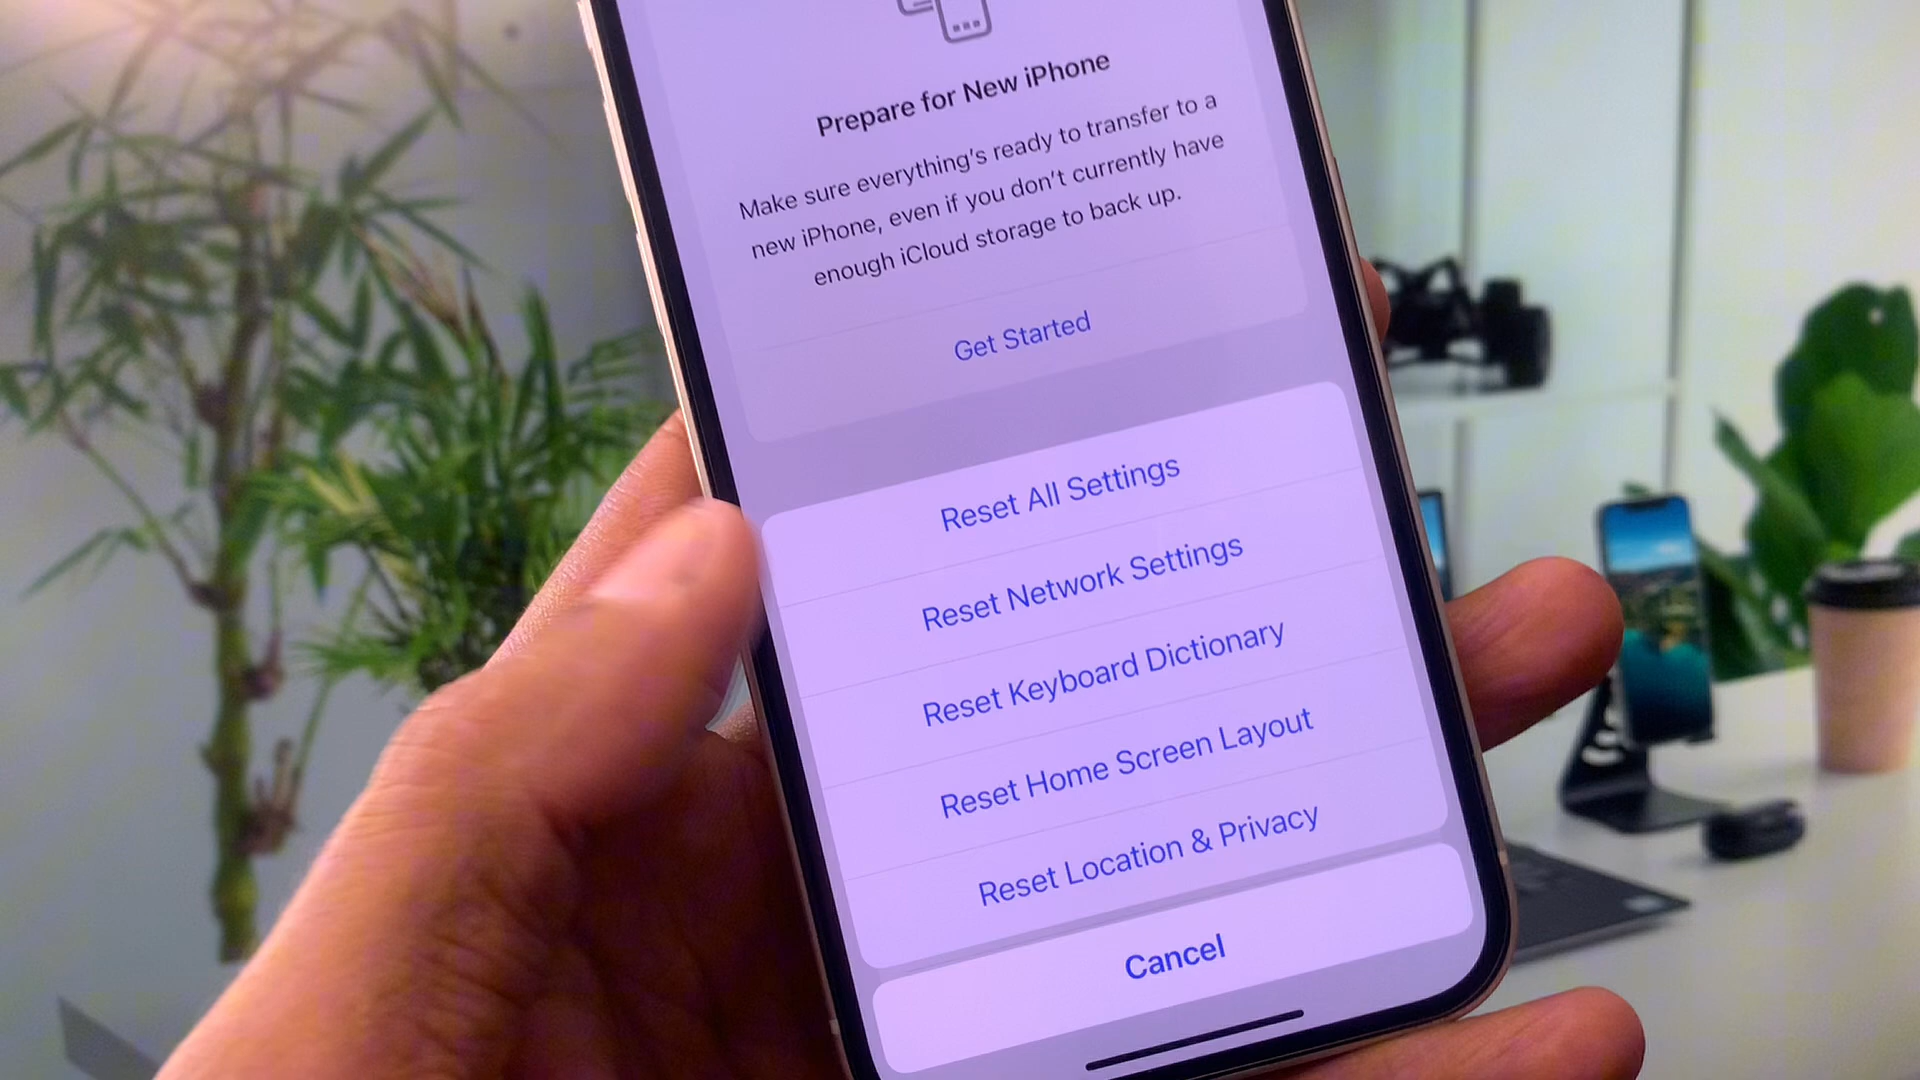 Prepare for New iPhone
Make sure everything's ready to transfer to a
new iPhone, even if you don't currently have
enough iCloud storage to back up.
Get Started
Reset All Settings
Reset Network Settings
Reset Keyboard Dictionary
Reset Home Screen Layout
Reset Location & Privacy
Cancel